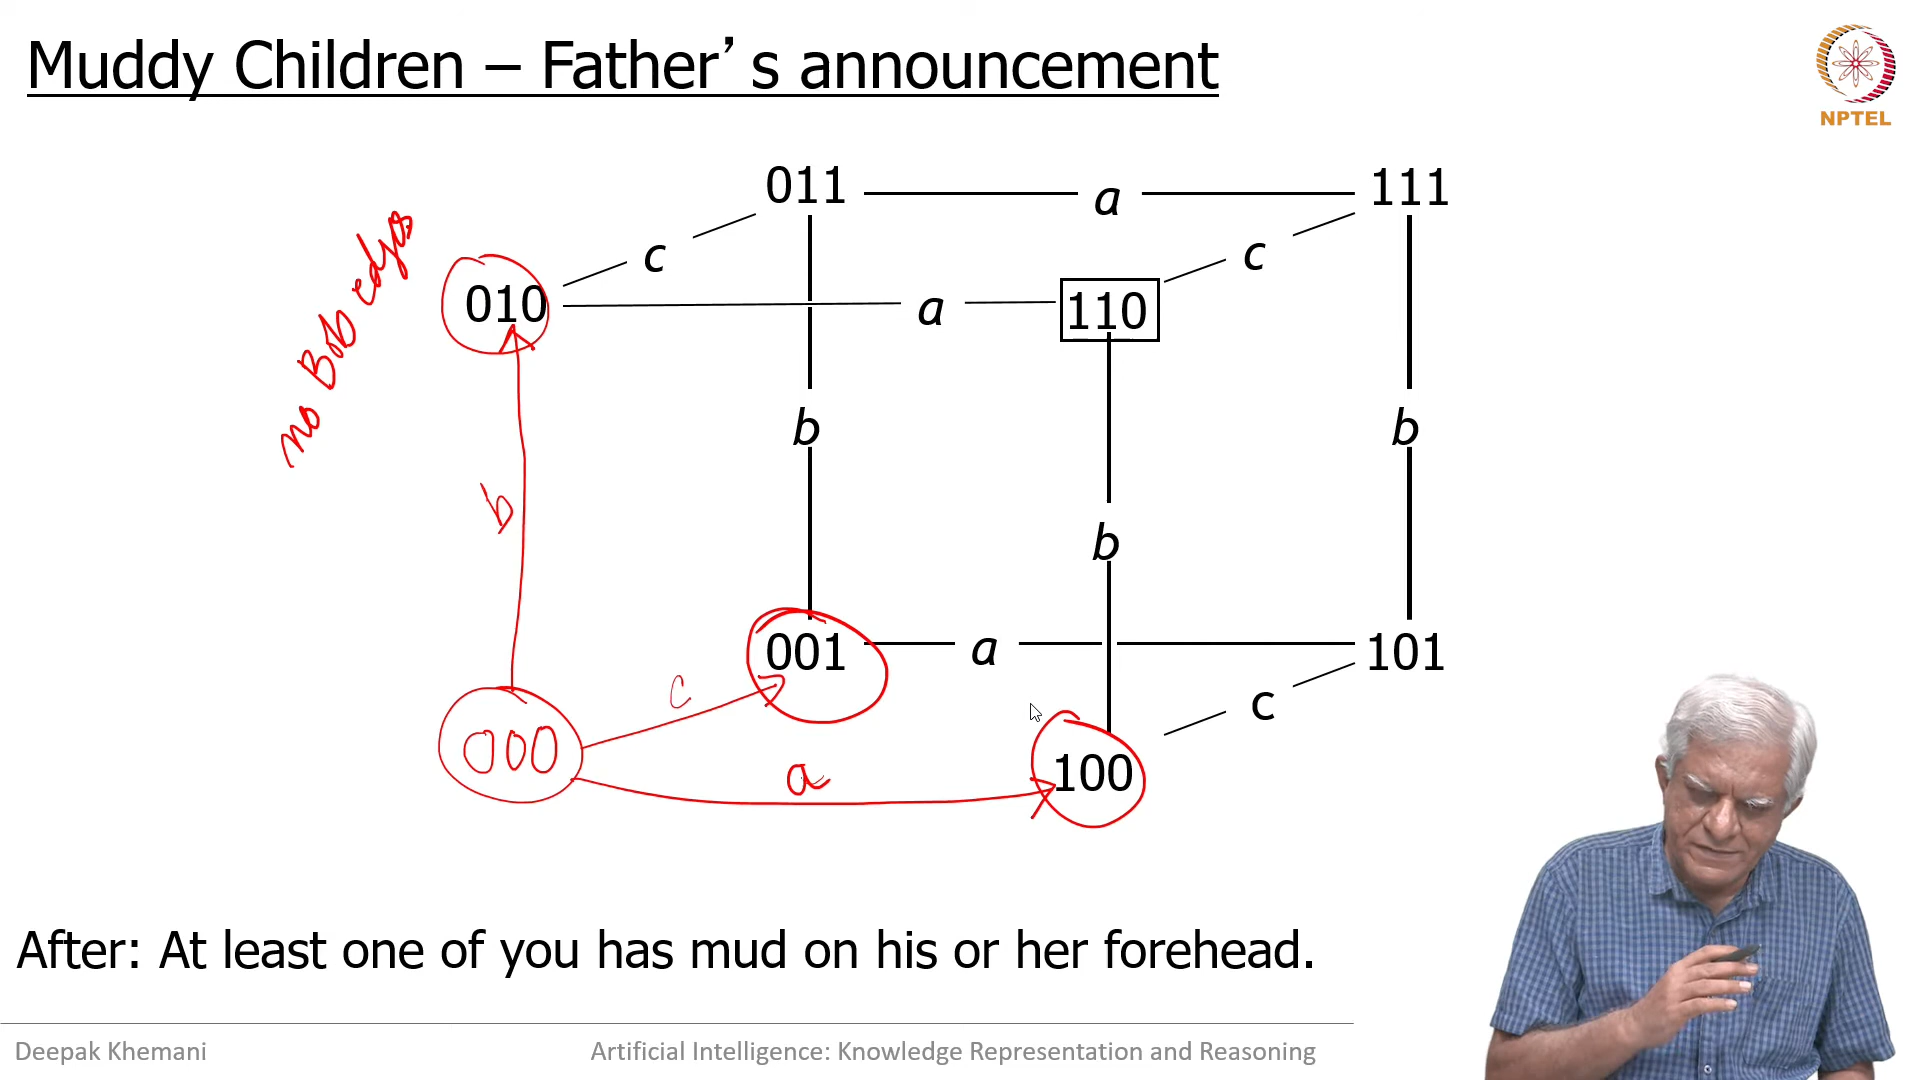 Muddy Children – Father’s announcement
NPTEL
011 a 111
c c
no Bob edges
010 a 110
b b
b b
001 a 101
c c
000 a 100
After: At least one of you has mud on his or her forehead.
Deepak Khemani Artificial Intelligence: Knowledge Representation and Reasoning